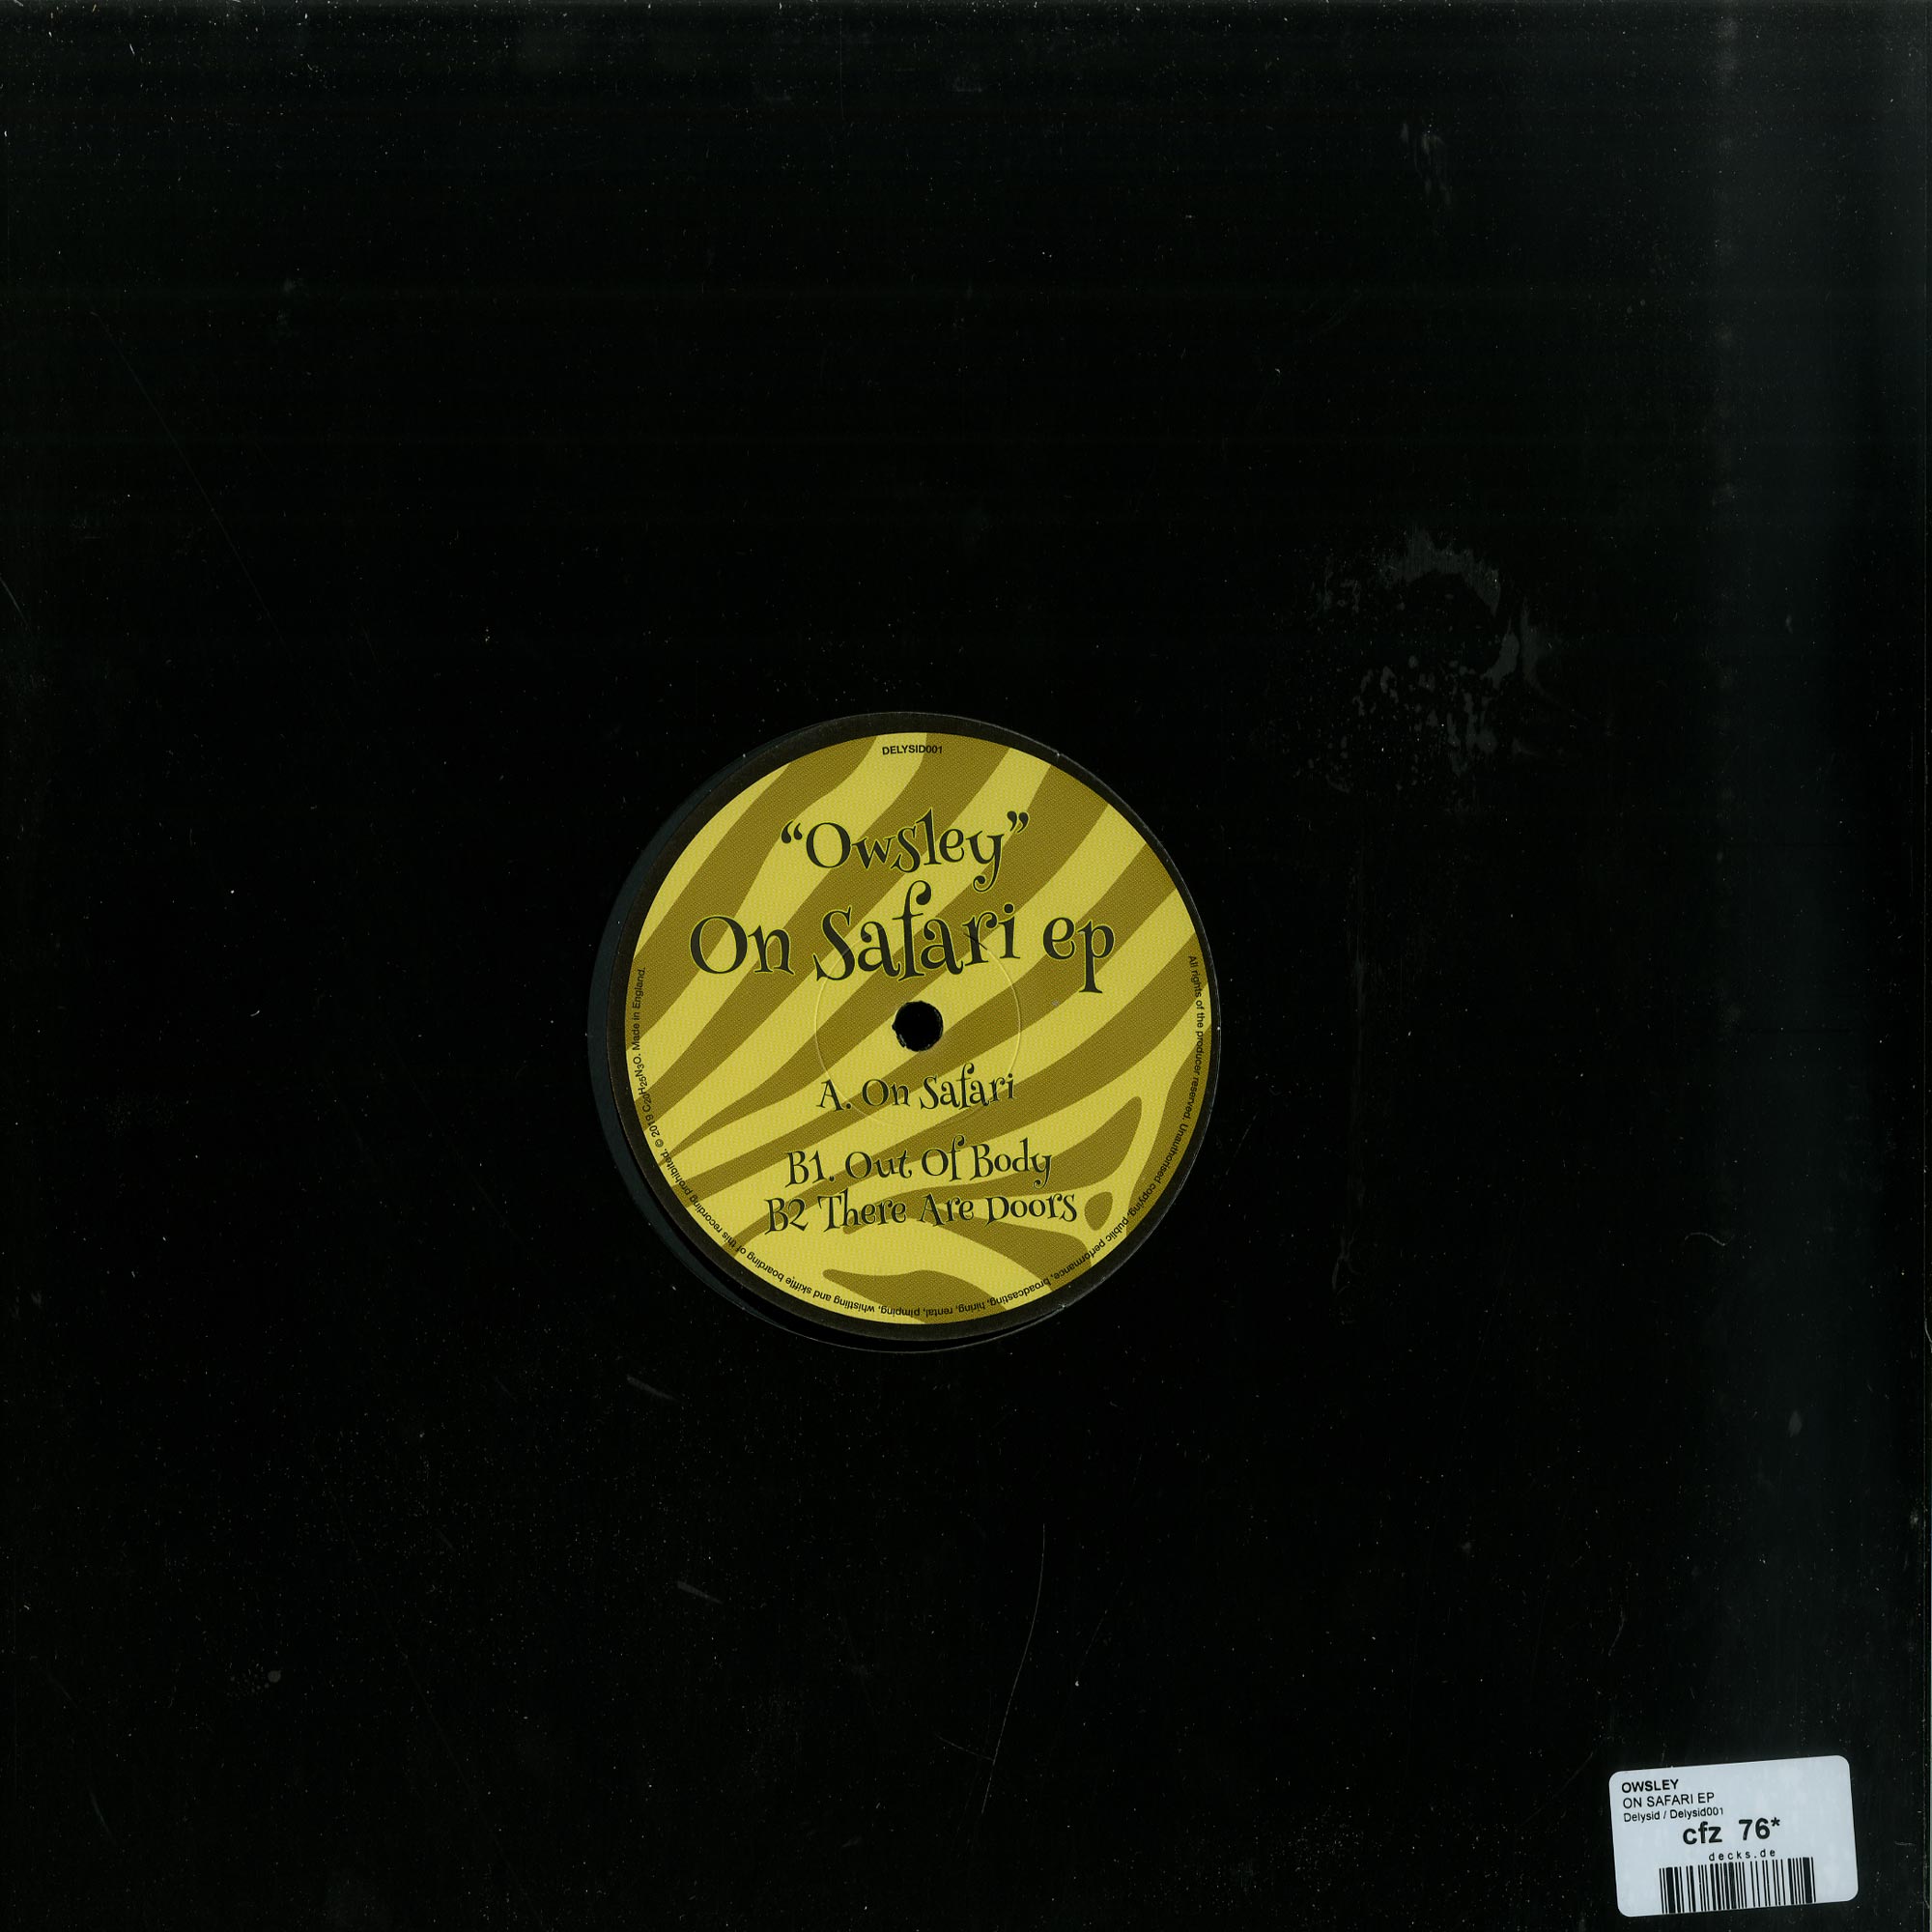 DELYSID001
“Owsley”
On Safari ep
A. On Safari
B1. Out Of Body
B2 There Are Doors
All rights of the producer reserved. Unauthorised copying, public performance, broadcasting, hiring, rental, pimping, whistling and skiffle boarding of this recording prohibited. © 2019 C20H25N3O. Made in England.
OWSLEY
ON SAFARI EP
Delysid / Delysid001
cfz 76*
decks.de